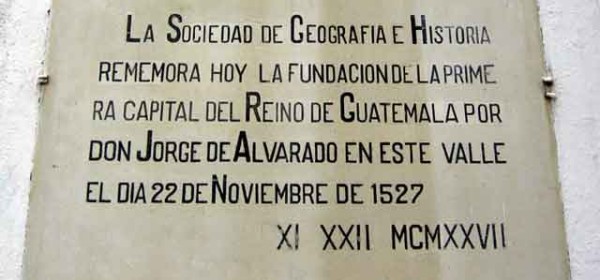 LA SOCIEDAD DE GEOGRAFIA E HISTORIA
REMEMORA HOY LA FUNDACION DE LA PRIME
RA CAPITAL DEL REINO DE GUATEMALA POR
DON JORGE DE ALVARADO EN ESTE VALLE
EL DIA 22 DE NOVIEMBRE DE 1527
XI XXII MCMXXVII